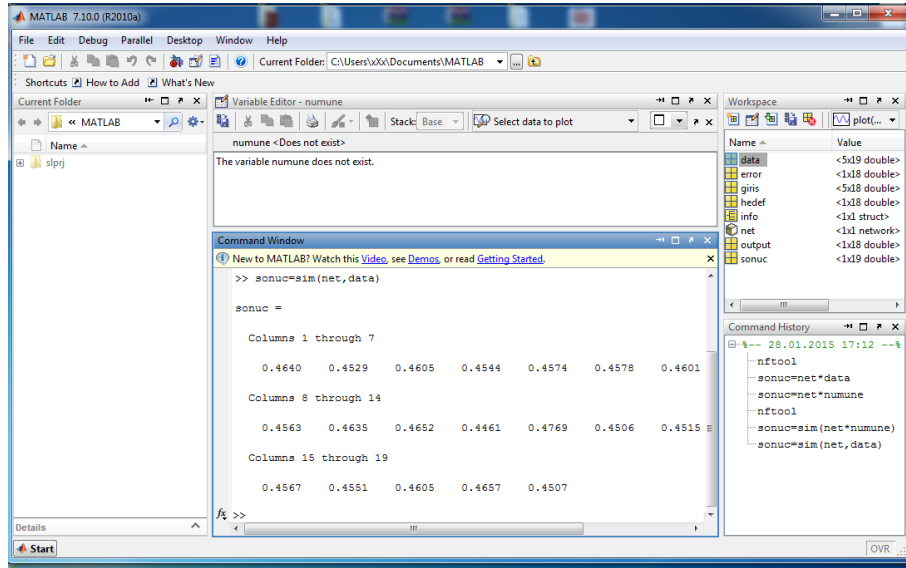 MATLAB 7.10.0 (R2010a)
File Edit Debug Parallel Desktop Window Help
Current Folder: C:\Users\xXx\Documents\MATLAB
Shortcuts How to Add What's New
Current Folder
« MATLAB
Name
slprj
Details
Variable Editor - numune
Stack: Base Select data to plot
numune <Does not exist>
The variable numune does not exist.
Command Window
New to MATLAB? Watch this Video, see Demos, or read Getting Started.
>> sonuc=sim(net,data)
sonuc =
Columns 1 through 7
0.4640 0.4529 0.4605 0.4544 0.4574 0.4578 0.4601
Columns 8 through 14
0.4563 0.4635 0.4652 0.4461 0.4769 0.4506 0.4515
Columns 15 through 19
0.4567 0.4551 0.4605 0.4657 0.4507
fx >>
Workspace
plot(...
Name Value
data <5x19 double>
error <1x18 double>
giris <5x18 double>
hedef <1x18 double>
info <1x1 struct>
net <1x1 network>
output <1x18 double>
sonuc <1x19 double>
Command History
%-- 28.01.2015 17:12 --%
nftool
sonuc=net*data
sonuc=net*numune
nftool
sonuc=sim(net*numune)
sonuc=sim(net,data)
Start
OVR